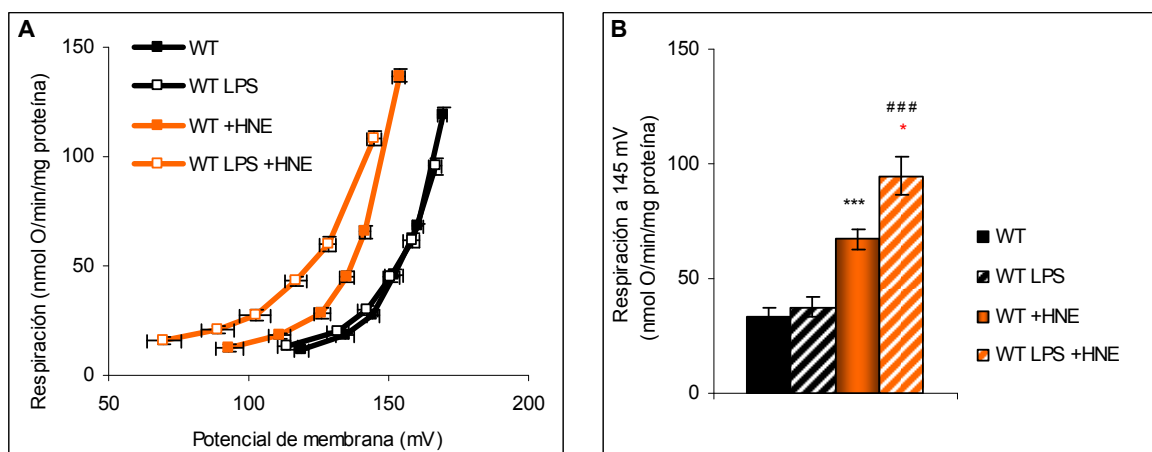 A
WT
WT LPS
WT +HNE
WT LPS +HNE
150
100
50
0
50
100
150
200
Respiración (nmol O/min/mg proteína)
Potencial de membrana (mV)
B
150
100
50
0
Respiración a 145 mV
(nmol O/min/mg proteína)
###
*
***
WT
WT LPS
WT +HNE
WT LPS +HNE